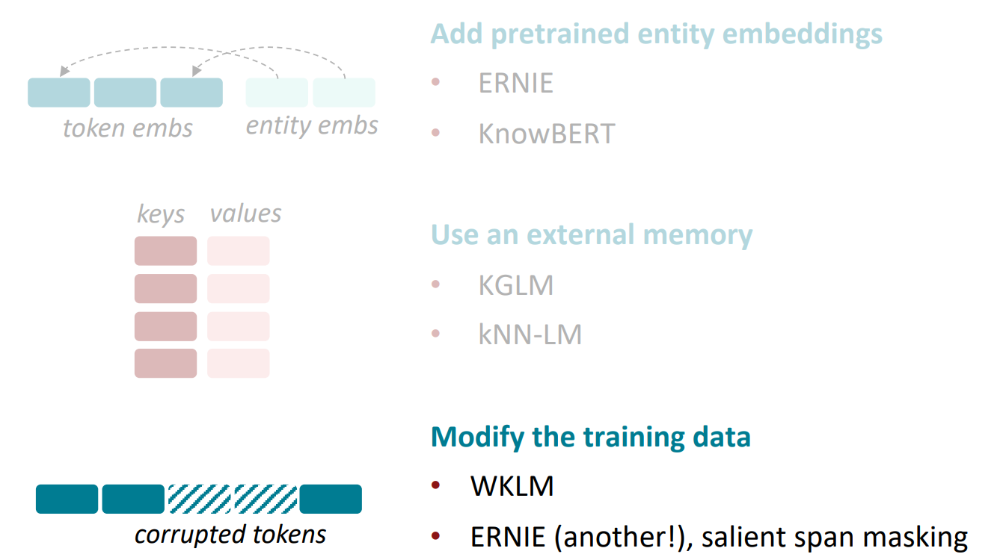 Add pretrained entity embeddings
• ERNIE
• KnowBERT
token embs
entity embs
keys values
Use an external memory
• KGLM
• kNN-LM
Modify the training data
• WKLM
• ERNIE (another!), salient span masking
corrupted tokens